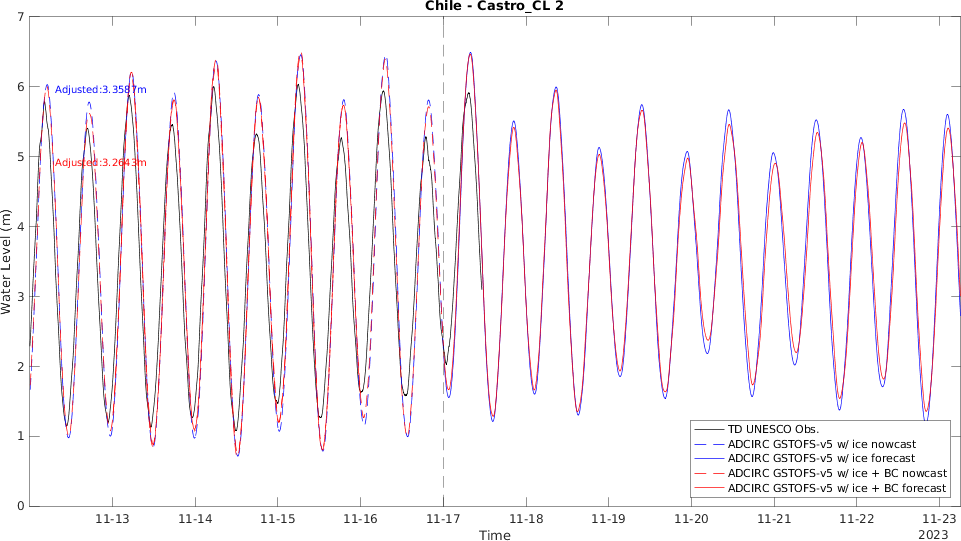 Chile - Castro_CL 2
7
6
5
4
3
2
1
0
Water Level (m)
Adjusted:3.3587m
Adjusted:3.2643m
TD UNESCO Obs.
ADCIRC GSTOFS-v5 w/ ice nowcast
ADCIRC GSTOFS-v5 w/ ice forecast
ADCIRC GSTOFS-v5 w/ ice + BC nowcast
ADCIRC GSTOFS-v5 w/ ice + BC forecast
11-13 11-14 11-15 11-16 11-17 11-18 11-19 11-20 11-21 11-22 11-23
Time
2023